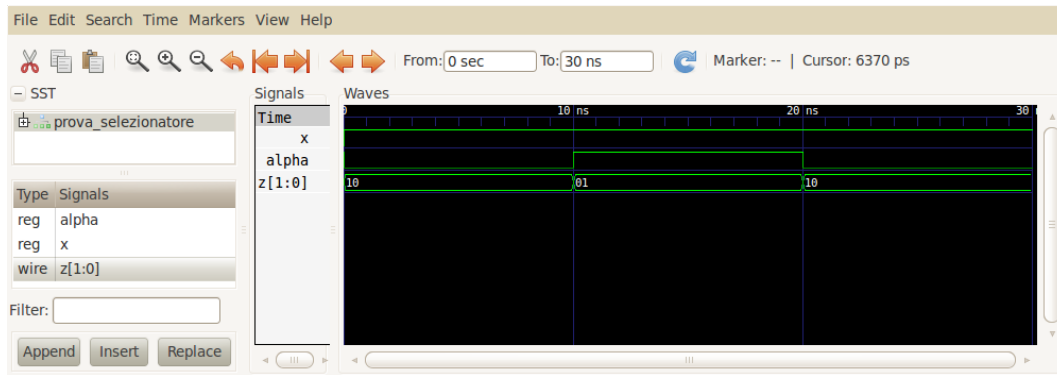 File Edit Search Time Markers View Help
From: 0 sec To: 30 ns Marker: -- | Cursor: 6370 ps
SST
prova_selezionatore
Type Signals
reg alpha
reg x
wire z[1:0]
Filter:
Append Insert Replace
Signals
Time
x
alpha
z[1:0]
Waves
0 10 ns 20 ns 30
10 01 10